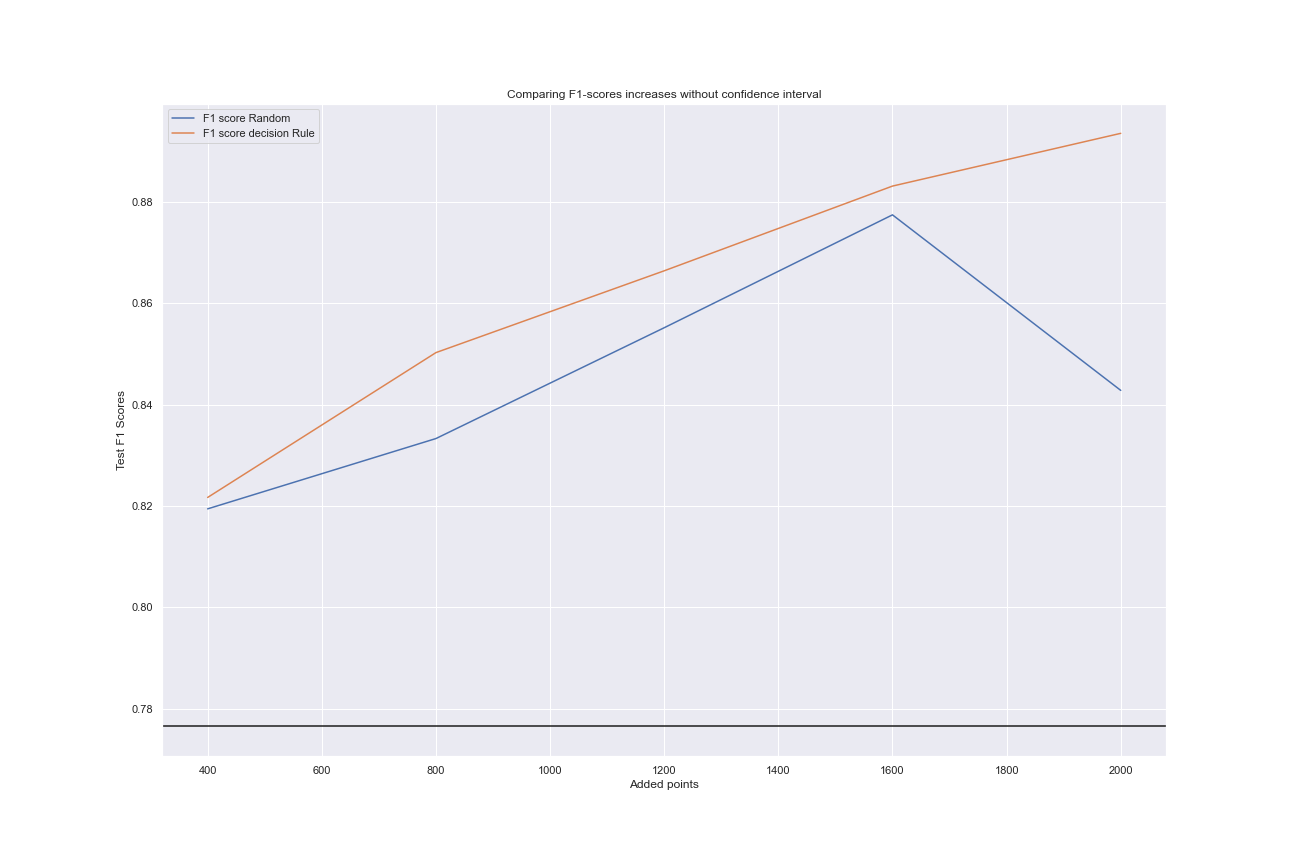 Comparing F1-scores increases without confidence interval
F1 score Random
F1 score decision Rule
Test F1 Scores
0.88
0.86
0.84
0.82
0.80
0.78
400 600 800 1000 1200 1400 1600 1800 2000
Added points